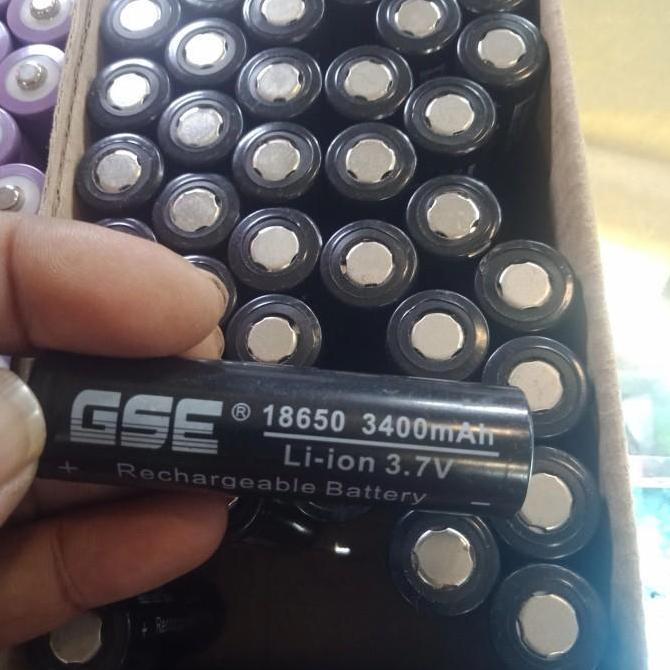 GSE® 18650 3400mAh
Li-ion 3.7V
+ Rechargeable Battery −